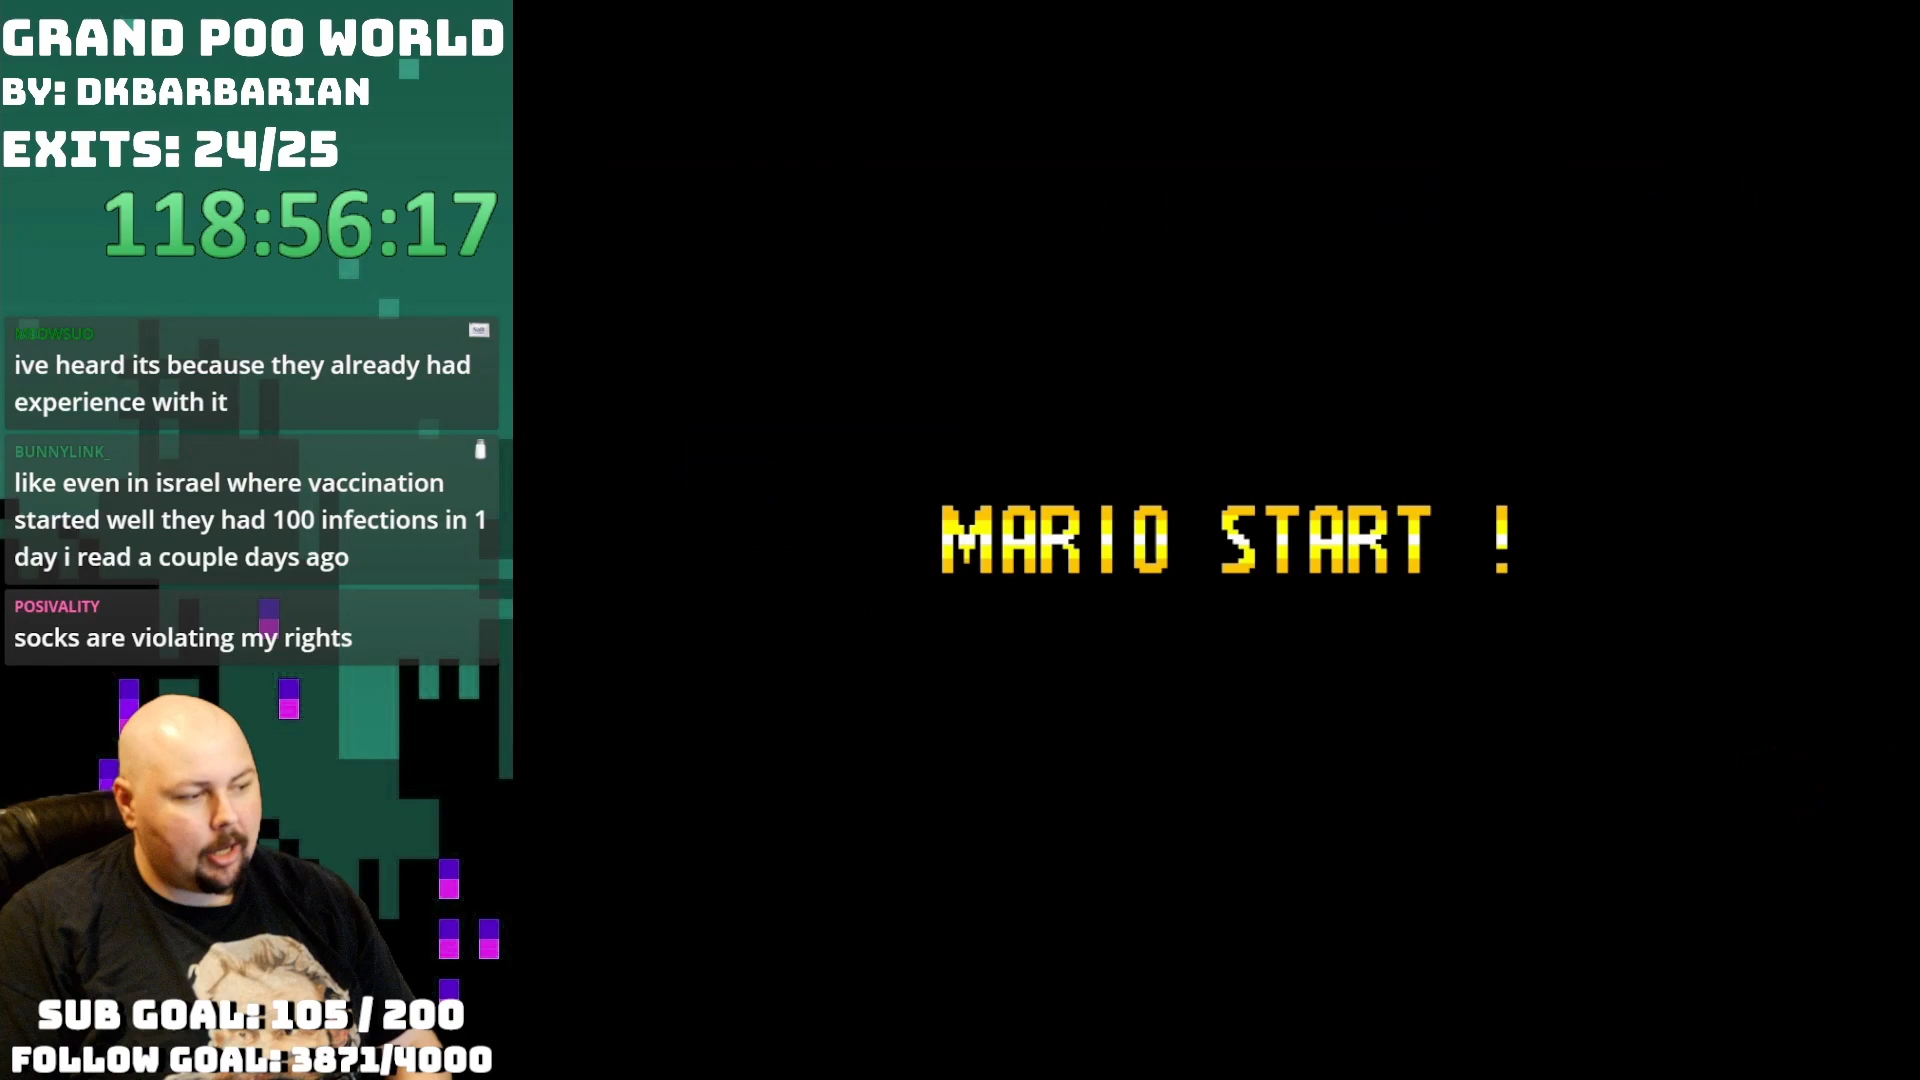 GRAND POO WORLD
BY: DKBARBARIAN
EXITS: 24/25
118:56:17
ive heard its because they already had
experience with it
BUNNYLINK_
like even in israel where vaccination
started well they had 100 infections in 1
day i read a couple days ago
POSIVALITY
socks are violating my rights
SUB GOAL: 105 / 200
FOLLOW GOAL: 3871/4000
MARIO START !